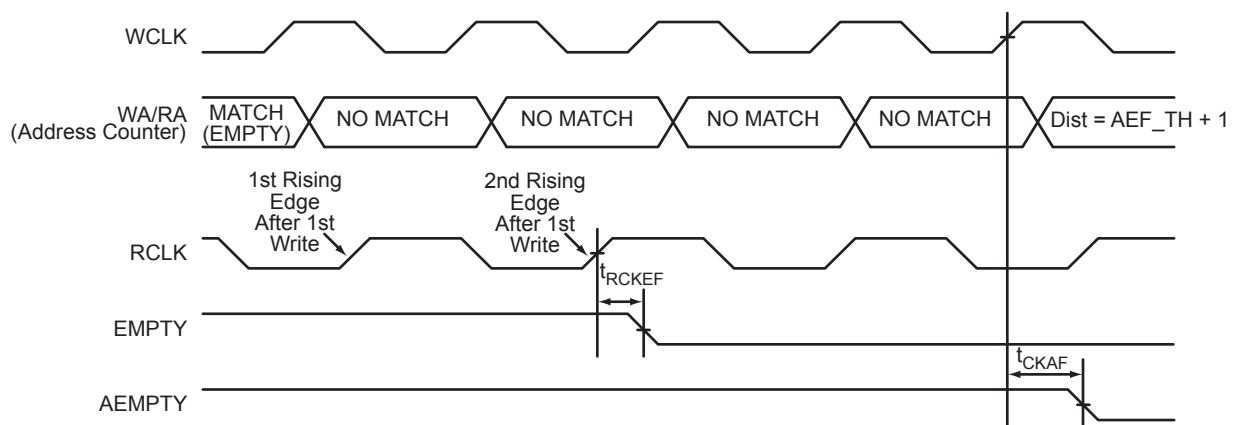 WCLK
WA/RA
(Address Counter)
MATCH
(EMPTY)
NO MATCH
NO MATCH
NO MATCH
NO MATCH
Dist = AEF_TH + 1
1st Rising
Edge
After 1st
Write
2nd Rising
Edge
After 1st
Write
RCLK
tRCKEF
EMPTY
tCKAF
AEMPTY